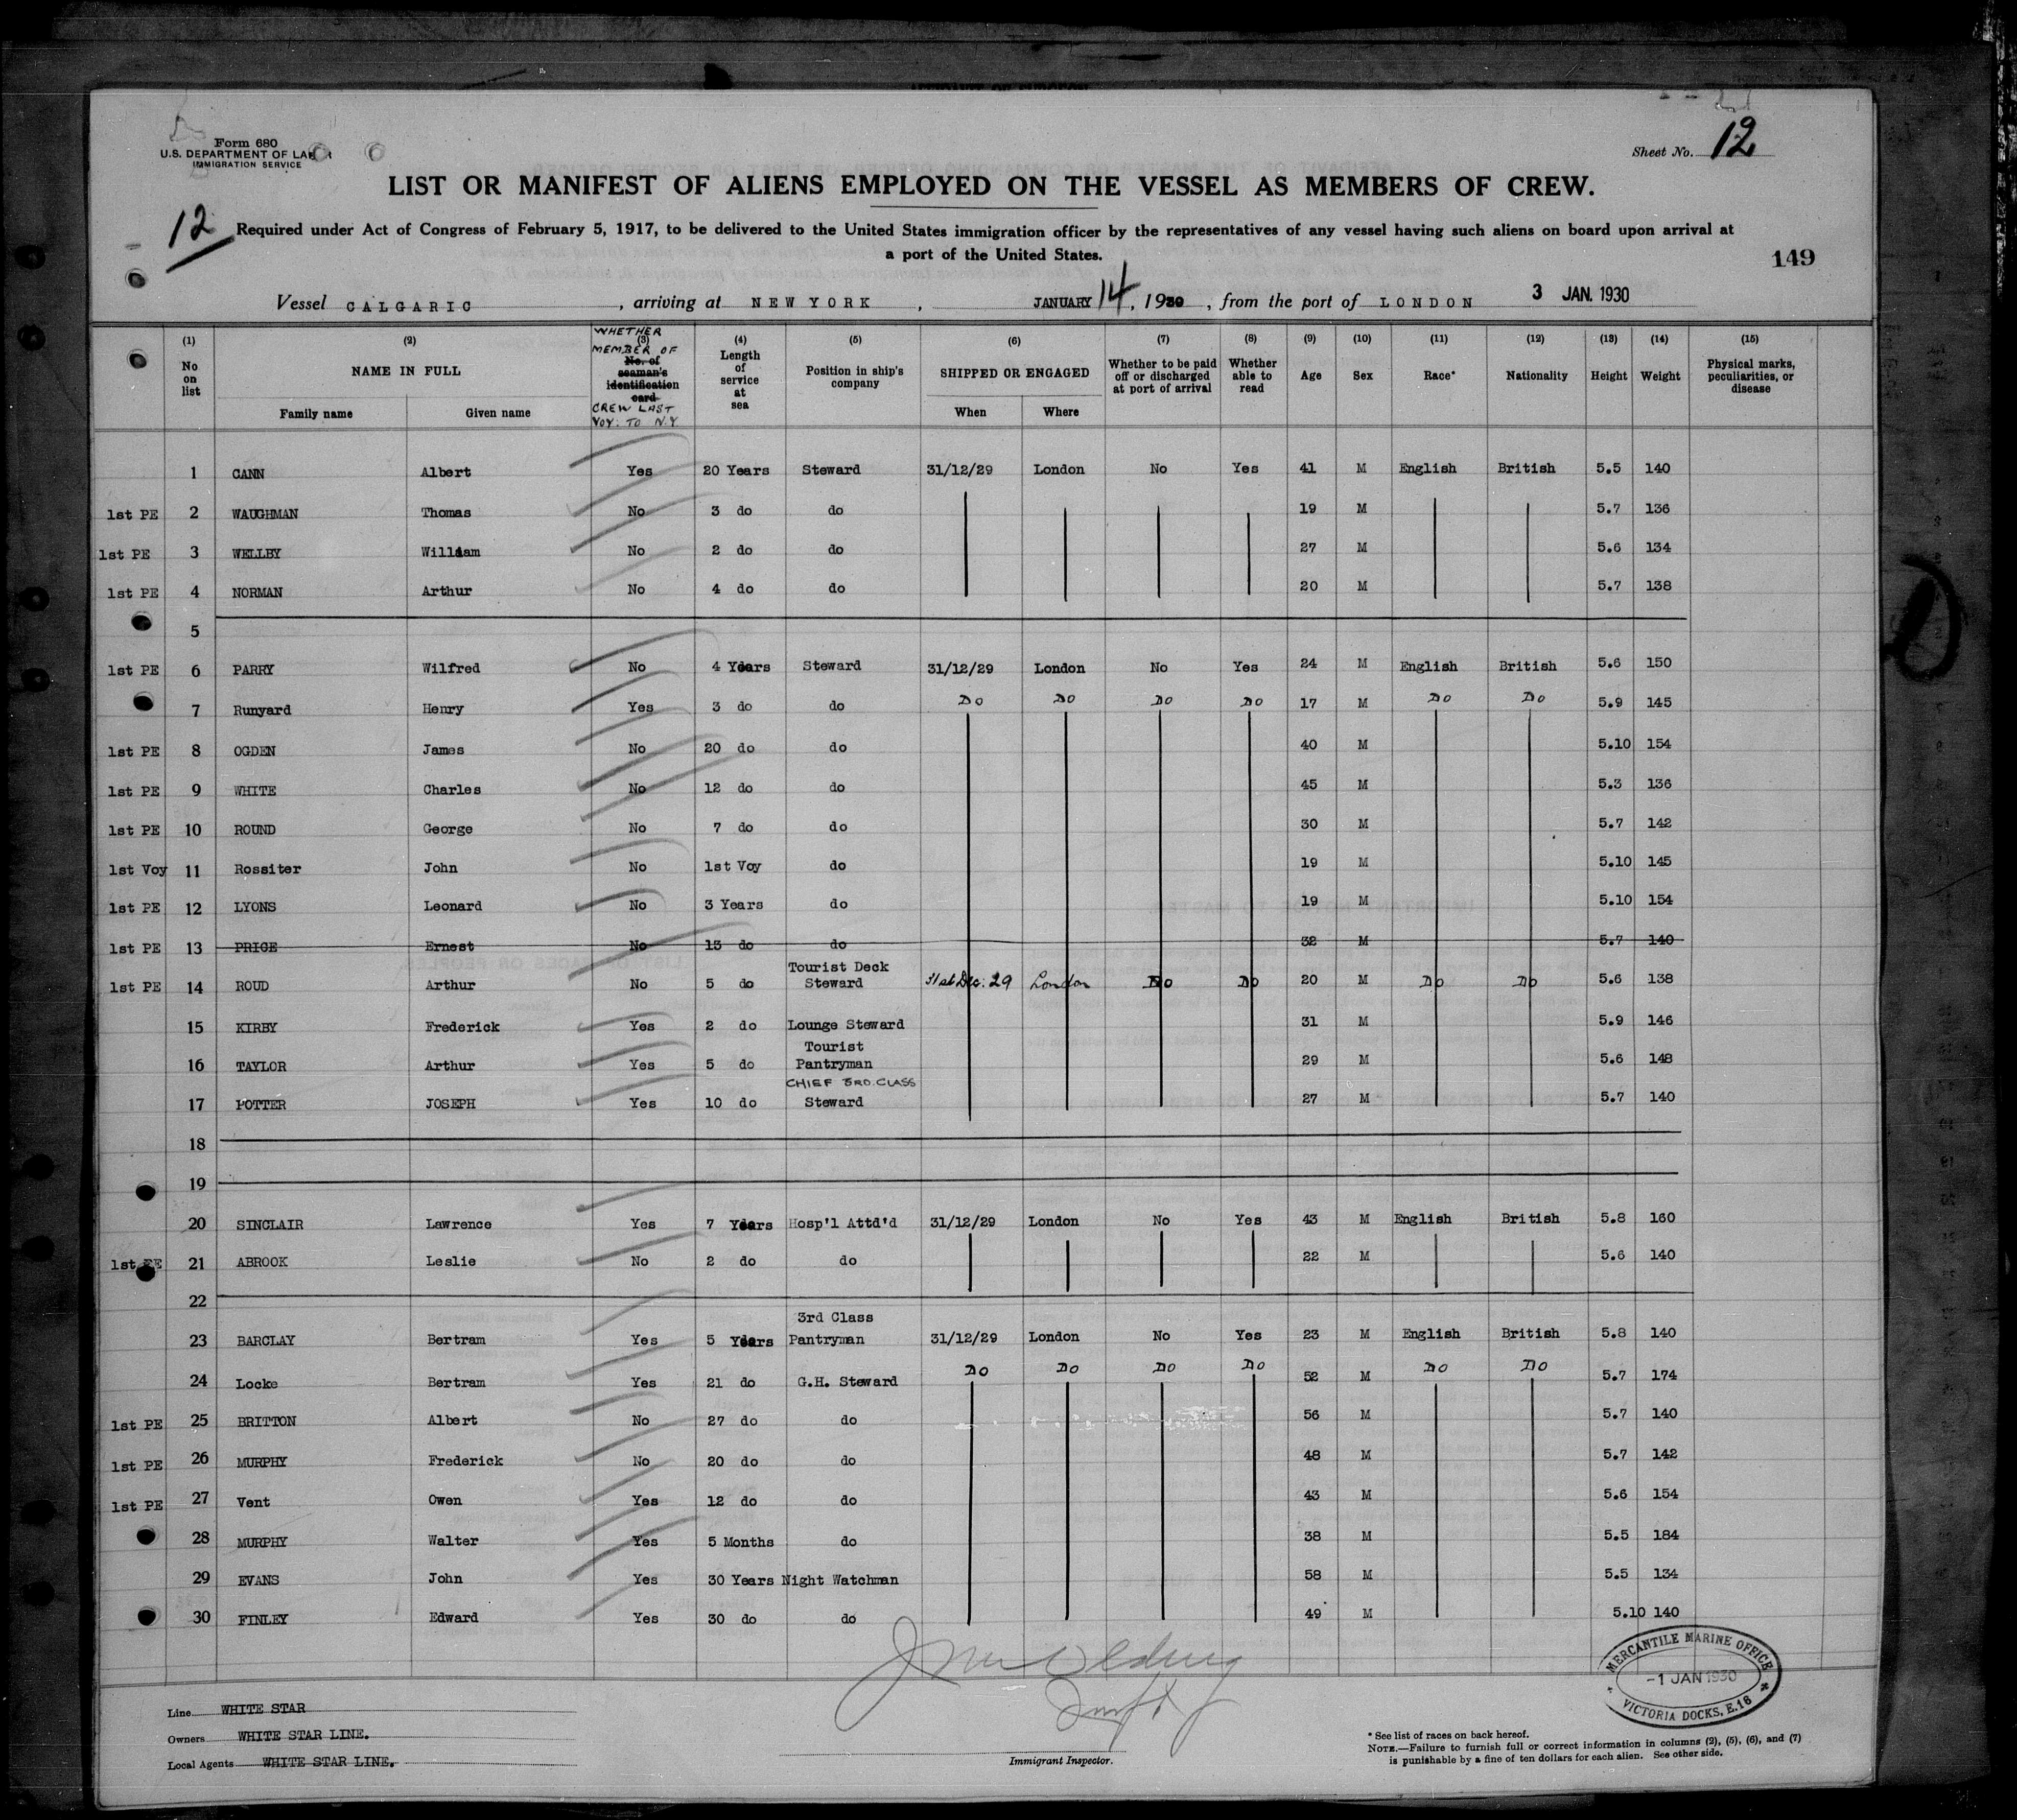 Form 680
U.S. DEPARTMENT OF LABOR
IMMIGRATION SERVICE
Sheet No. 12
LIST OR MANIFEST OF ALIENS EMPLOYED ON THE VESSEL AS MEMBERS OF CREW.
12
Required under Act of Congress of February 5, 1917, to be delivered to the United States immigration officer by the representatives of any vessel having such aliens on board upon arrival at
a port of the United States.
149
Vessel CALGARIC, arriving at NEW YORK, JANUARY 14, 1930, from the port of LONDON 3 JAN. 1930
(1) No on list (2) NAME IN FULL Family name Given name (3) WHETHER MEMBER OF No. of seaman's identification card CREW LAST VOY. TO N.Y. (4) Length of service at sea (5) Position in ship's company (6) SHIPPED OR ENGAGED When Where (7) Whether to be paid off or discharged at port of arrival (8) Whether able to read (9) Age (10) Sex (11) Race* (12) Nationality (13) Height (14) Weight (15) Physical marks, peculiarities, or disease
1 CANN Albert Yes 20 Years Steward 31/12/29 London No Yes 41 M English British 5.5 140
1st PE 2 WAUGHMAN Thomas No 3 do do 19 M 5.7 136
1st PE 3 WELLBY William No 2 do do 27 M 5.6 134
1st PE 4 NORMAN Arthur No 4 do do 20 M 5.7 138
5
1st PE 6 PARRY Wilfred No 4 Years Steward 31/12/29 London No Yes 24 M English British 5.6 150
7 Runyard Henry Yes 3 do do Do Do Do Do 17 M Do Do 5.9 145
1st PE 8 OGDEN James No 20 do do 40 M 5.10 154
1st PE 9 WHITE Charles No 12 do do 45 M 5.3 136
1st PE 10 ROUND George No 7 do do 30 M 5.7 142
1st Voy 11 Rossiter John No 1st Voy do 19 M 5.10 145
1st PE 12 LYONS Leonard No 3 Years do 19 M 5.10 154
1st PE 13 PRICE Ernest No 13 do do 32 M 5.7 140
1st PE 14 ROUD Arthur No 5 do Tourist Deck Steward 31st Dec: 29 London Do Do 20 M Do Do 5.6 138
15 KIRBY Frederick Yes 2 do Lounge Steward 31 M 5.9 146
16 TAYLOR Arthur Yes 5 do Tourist Pantryman 29 M 5.6 148
17 POTTER JOSEPH Yes 10 do CHIEF 3RD.CLASS Steward 27 M 5.7 140
18
19
20 SINCLAIR Lawrence Yes 7 Years Hosp'l Attd'd 31/12/29 London No Yes 43 M English British 5.8 160
1st PE 21 ABROOK Leslie No 2 do do 22 M 5.6 140
22
23 BARCLAY Bertram Yes 5 Years 3rd Class Pantryman 31/12/29 London No Yes 23 M English British 5.8 140
24 Locke Bertram Yes 21 do G.H. Steward Do Do Do Do 52 M Do Do 5.7 174
1st PE 25 BRITTON Albert No 27 do do 56 M 5.7 140
1st PE 26 MURPHY Frederick No 20 do do 48 M 5.7 142
1st PE 27 Vent Owen Yes 12 do do 43 M 5.6 154
28 MURPHY Walter Yes 5 Months do 38 M 5.5 184
29 EVANS John Yes 30 Years Night Watchman 58 M 5.5 134
30 FINLEY Edward Yes 30 do do 49 M 5.10 140
MERCANTILE MARINE OFFICE
-1 JAN 1930
VICTORIA DOCKS, E.16
Line WHITE STAR
Owners WHITE STAR LINE.
Local Agents WHITE STAR LINE.
Immigrant Inspector.
* See list of races on back hereof.
NOTE.—Failure to furnish full or correct information in columns (2), (5), (6), and (7)
is punishable by a fine of ten dollars for each alien. See other side.